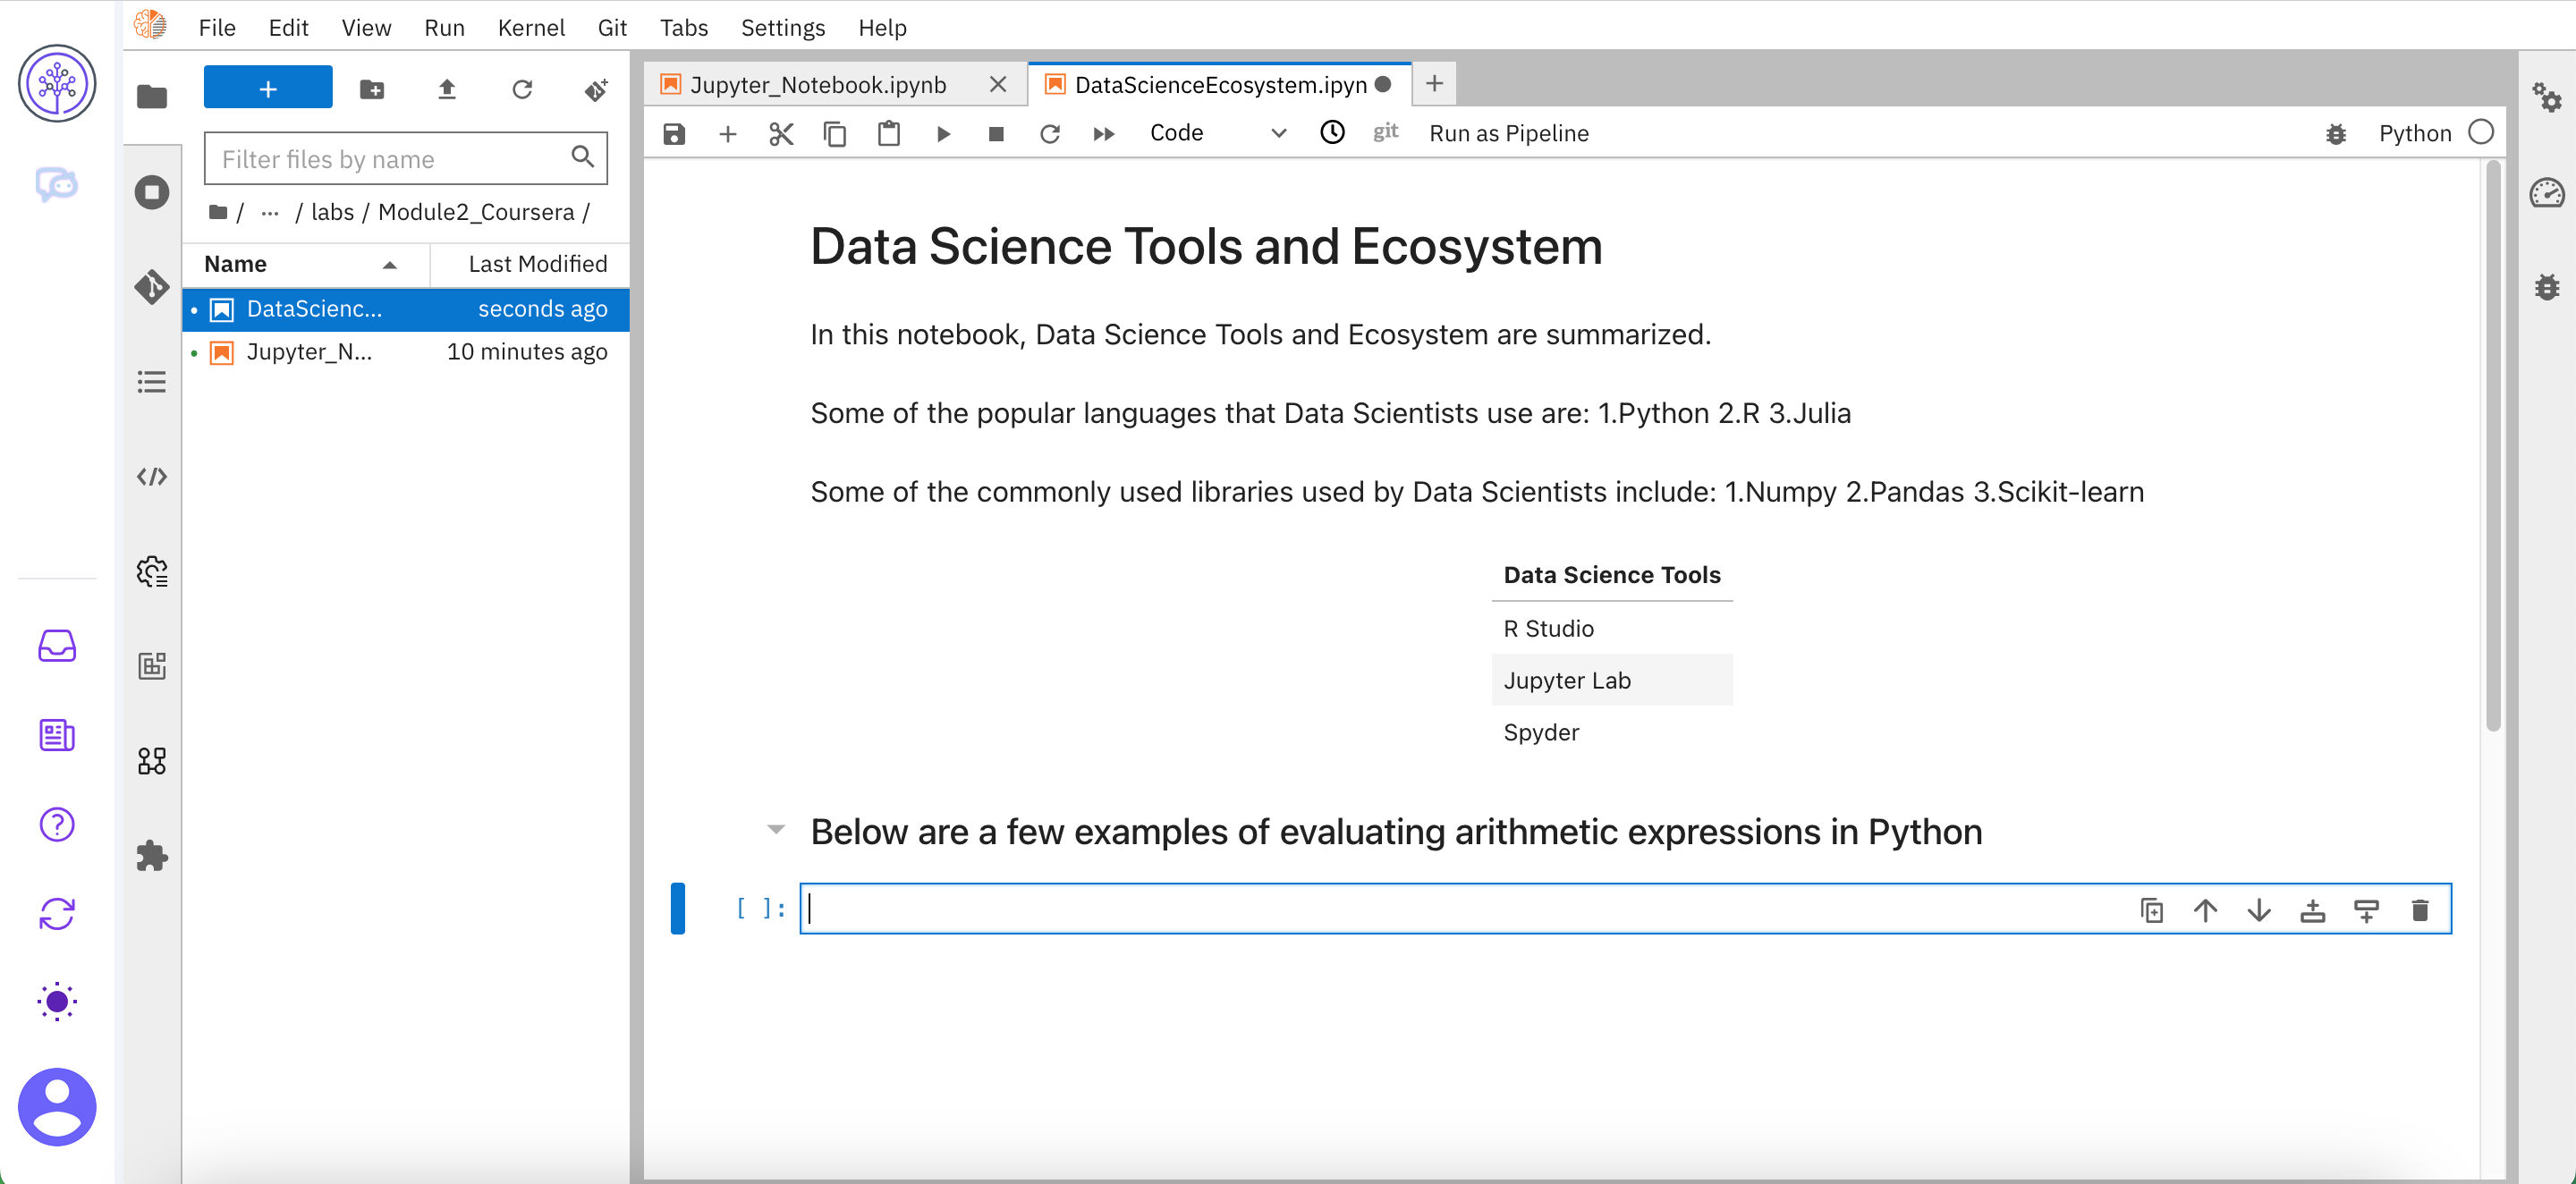 File Edit View Run Kernel Git Tabs Settings Help
+
Filter files by name
/ ... / labs / Module2_Coursera /
Name Last Modified
DataScienc... seconds ago
Jupyter_N... 10 minutes ago
Jupyter_Notebook.ipynb
DataScienceEcosystem.ipyn
+
Code
git
Run as Pipeline
Python
Data Science Tools and Ecosystem
In this notebook, Data Science Tools and Ecosystem are summarized.
Some of the popular languages that Data Scientists use are: 1.Python 2.R 3.Julia
Some of the commonly used libraries used by Data Scientists include: 1.Numpy 2.Pandas 3.Scikit-learn
Data Science Tools
R Studio
Jupyter Lab
Spyder
Below are a few examples of evaluating arithmetic expressions in Python
[ ]: